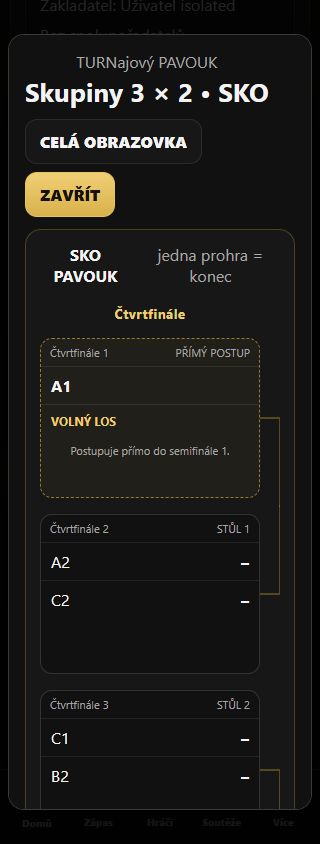 Zakladatel: Uživatel isolated
TURNajový PAVOUK
Skupiny 3 × 2 • SKO
CELÁ OBRAZOVKA
ZAVŘÍT
SKO PAVOUK
jedna prohra = konec
Čtvrtfinále
Čtvrtfinále 1 PŘÍMÝ POSTUP
A1
VOLNÝ LOS
Postupuje přímo do semifinále 1.
Čtvrtfinále 2 STŮL 1
A2 –
C2 –
Čtvrtfinále 3 STŮL 2
C1 –
B2 –
Domů Zápas Hráči Soutěže Více